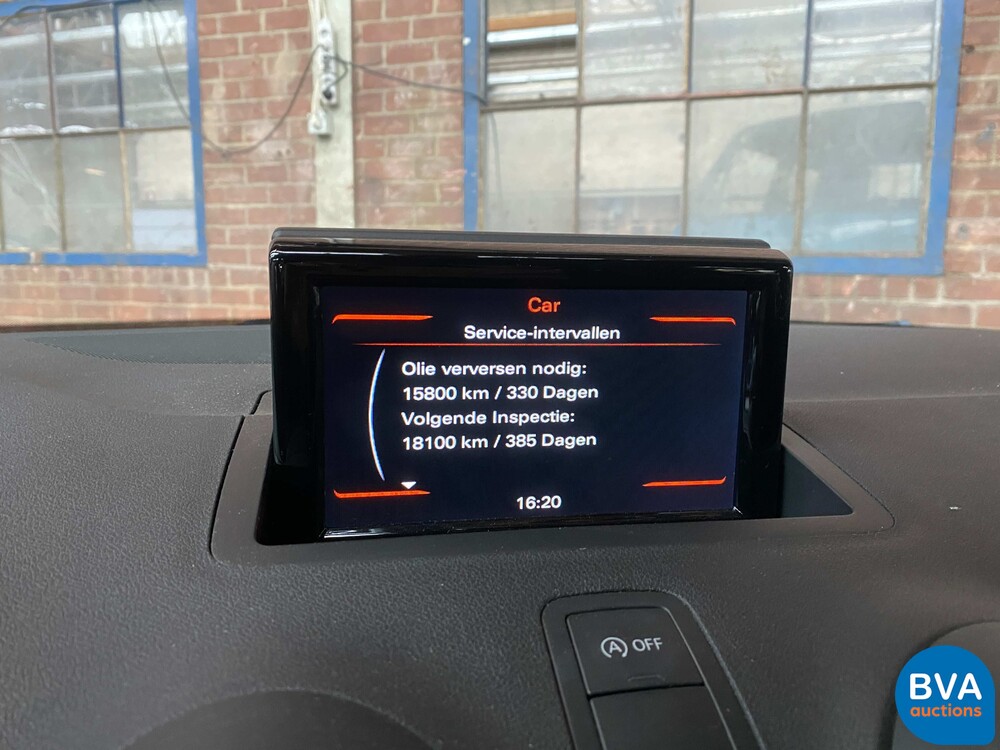 Car
Service-intervallen
Olie verversen nodig:
15800 km / 330 Dagen
Volgende Inspectie:
18100 km / 385 Dagen
16:20
A OFF
BVA
auctions